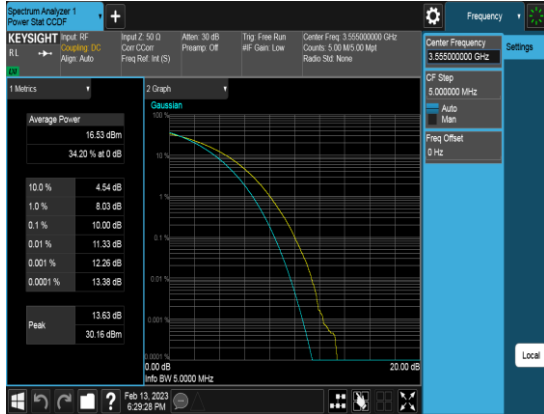 Spectrum Analyzer 1
Power Stat CCDF
+
Frequency
KEYSIGHT
RL
Input: RF
Coupling: DC
Align: Auto
Input Z: 50 Ω
Corr CCorr
Freq Ref: Int (S)
Atten: 30 dB
Preamp: Off
Trig: Free Run
#IF Gain: Low
Center Freq: 3.555000000 GHz
Counts: 5.00 M/5.00 Mpt
Radio Std: None
Center Frequency
3.555000000 GHz
Settings
CF Step
5.000000 MHz
Auto
Man
Freq Offset
0 Hz
1 Metrics
Average Power
16.53 dBm
34.20 % at 0 dB
10.0 % 4.54 dB
1.0 % 8.03 dB
0.1 % 10.00 dB
0.01 % 11.33 dB
0.001 % 12.26 dB
0.0001 % 13.38 dB
Peak
13.63 dB
30.16 dBm
2 Graph
Gaussian
100 %
10 %
1 %
0.1 %
0.01 %
0.001 %
0.0001 %
0.00 dB
20.00 dB
Info BW 5.0000 MHz
Local
?
Feb 13, 2023
6:29:28 PM